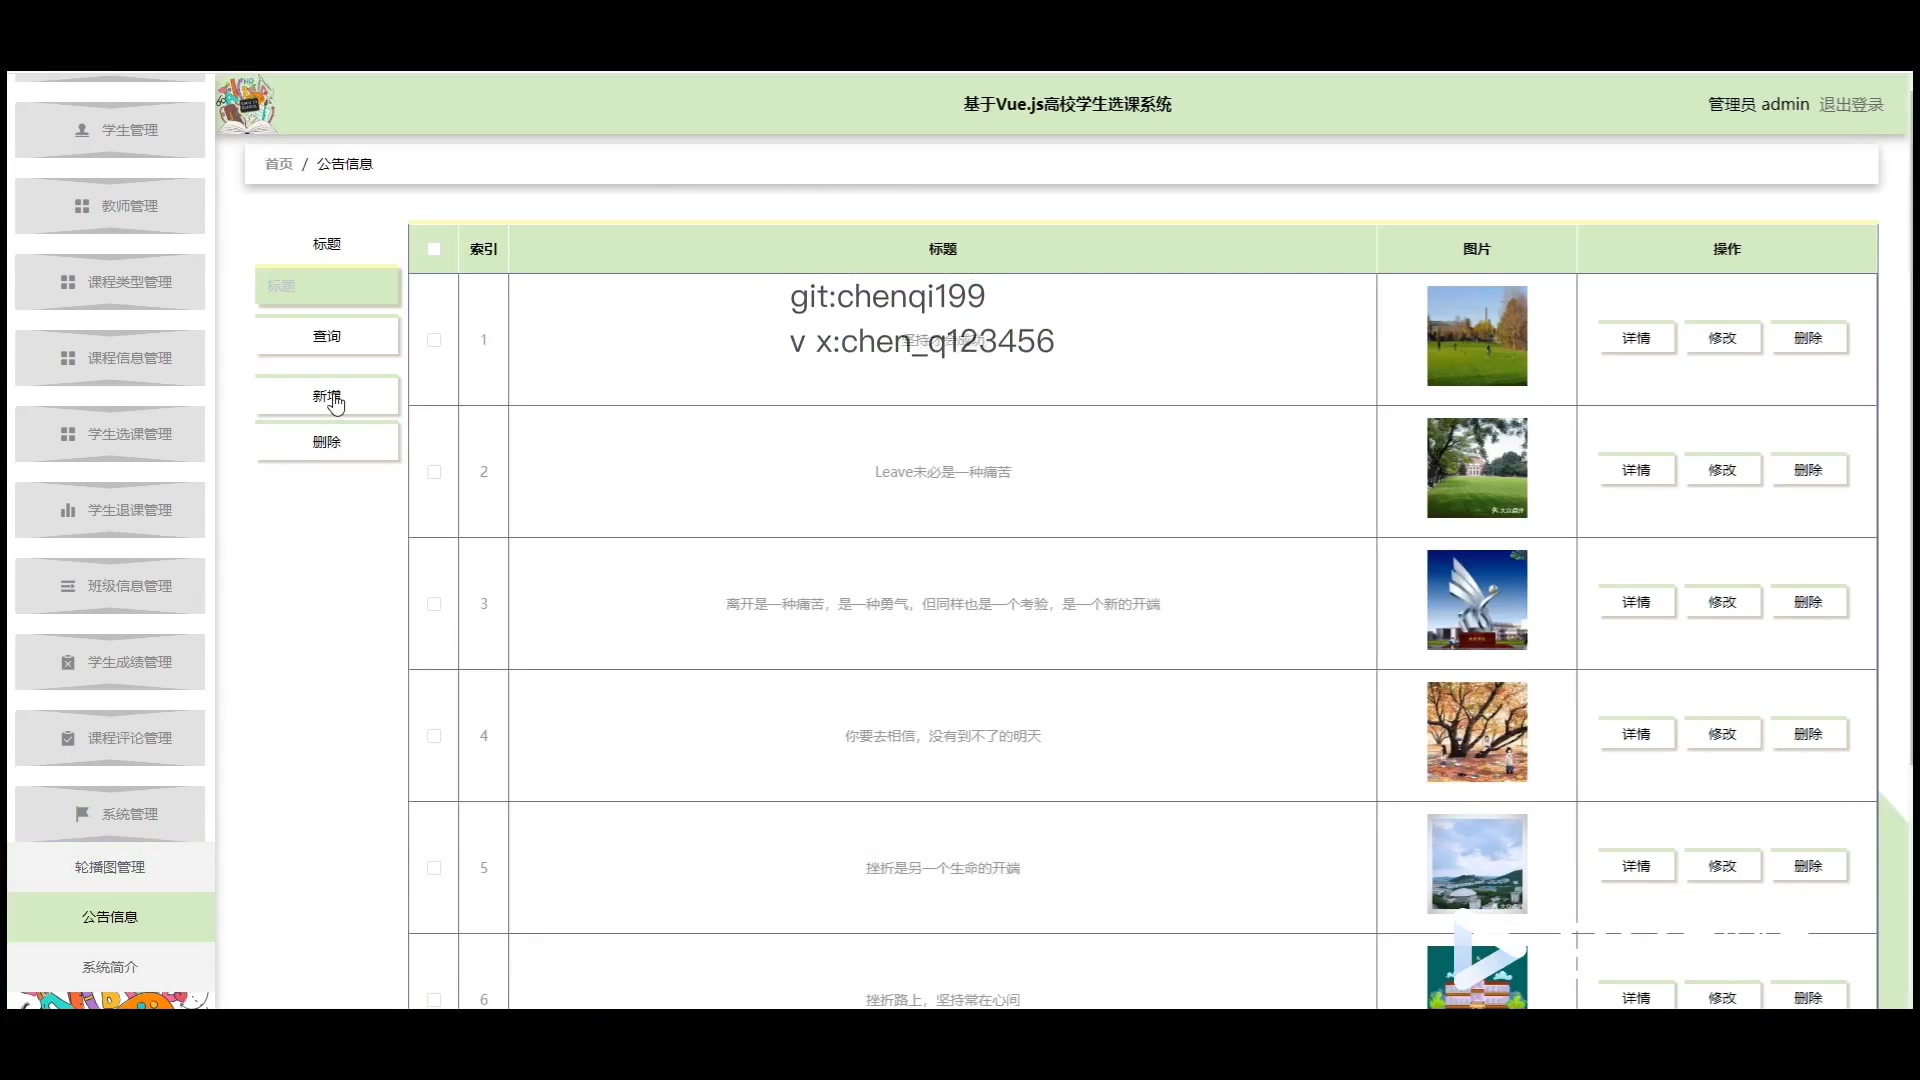 基于Vue.js高校学生选课系统
管理员 admin 退出登录
学生管理
教师管理
课程类型管理
课程信息管理
学生选课管理
学生退课管理
班级信息管理
学生成绩管理
课程评论管理
系统管理
轮播图管理
公告信息
系统简介
首页 / 公告信息
标题
标题
查询
新增
删除
索引 标题 图片 操作
git:chenqi199
v x:chen_q123456
1 详情 修改 删除
2 Leave未必是一种痛苦 详情 修改 删除
3 离开是一种痛苦，是一种勇气，但同样也是一个考验，是一个新的开端 详情 修改 删除
4 你要去相信，没有到不了的明天 详情 修改 删除
5 挫折是另一个生命的开端 详情 修改 删除
6 挫折路上，坚持常在心间 详情 修改 删除